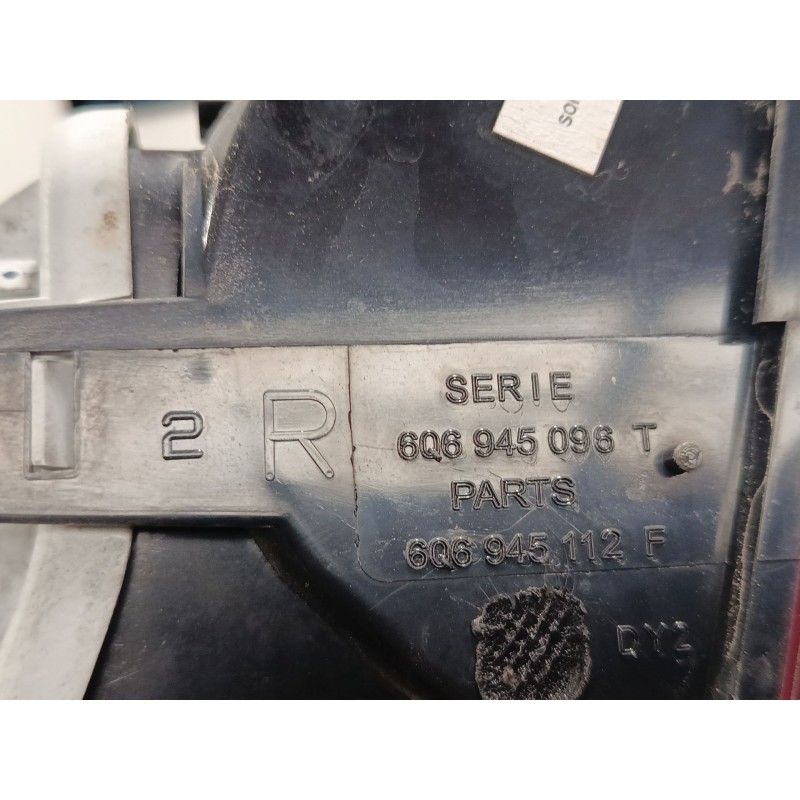 2 R
SERIE
6Q6 945 096 T
PARTS
6Q6 945 112 F
DY2